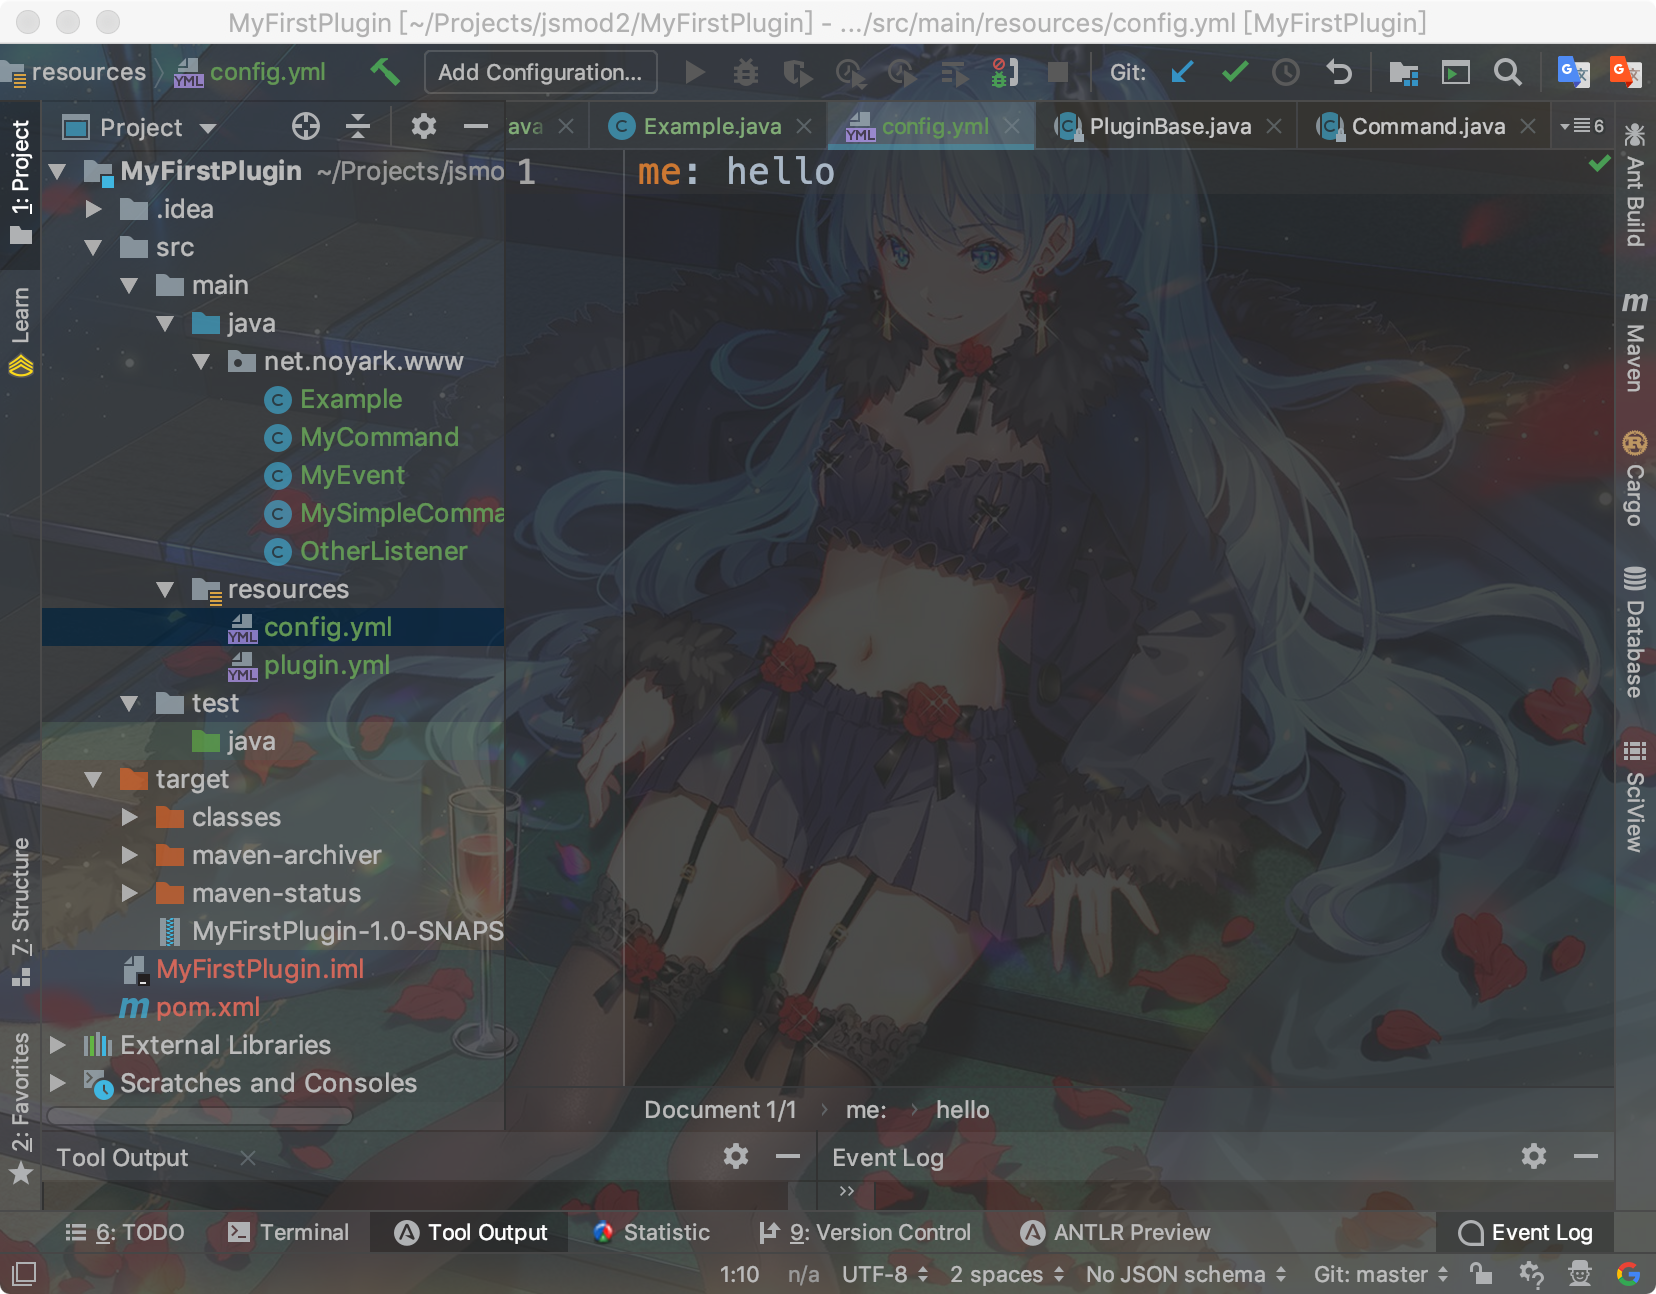 MyFirstPlugin [~/Projects/jsmod2/MyFirstPlugin] - .../src/main/resources/config.yml [MyFirstPlugin]
resources YML config.yml Add Configuration... Git:
Project ava Example.java YML config.yml PluginBase.java Command.java 6
MyFirstPlugin ~/Projects/jsmo
.idea
src
main
java
net.noyark.www
C Example
C MyCommand
C MyEvent
C MySimpleComma
C OtherListener
resources
YML config.yml
YML plugin.yml
test
java
target
classes
maven-archiver
maven-status
MyFirstPlugin-1.0-SNAPS
MyFirstPlugin.iml
m pom.xml
External Libraries
Scratches and Consoles
1 me: hello
Document 1/1 › me: › hello
1: Project
Learn
7: Structure
2: Favorites
Ant Build
m Maven
Cargo
Database
SciView
Tool Output
Event Log
»
6: TODO Terminal Tool Output Statistic 9: Version Control ANTLR Preview Event Log
1:10 n/a UTF-8 2 spaces No JSON schema Git: master